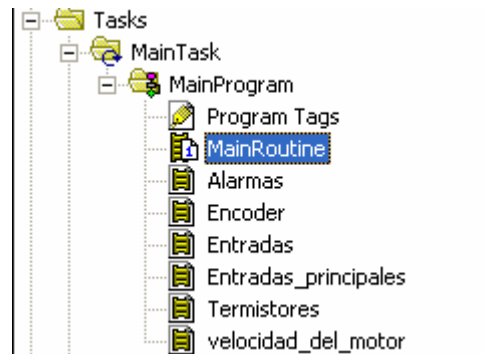 Tasks
MainTask
MainProgram
Program Tags
MainRoutine
Alarmas
Encoder
Entradas
Entradas_principales
Termistores
velocidad_del_motor